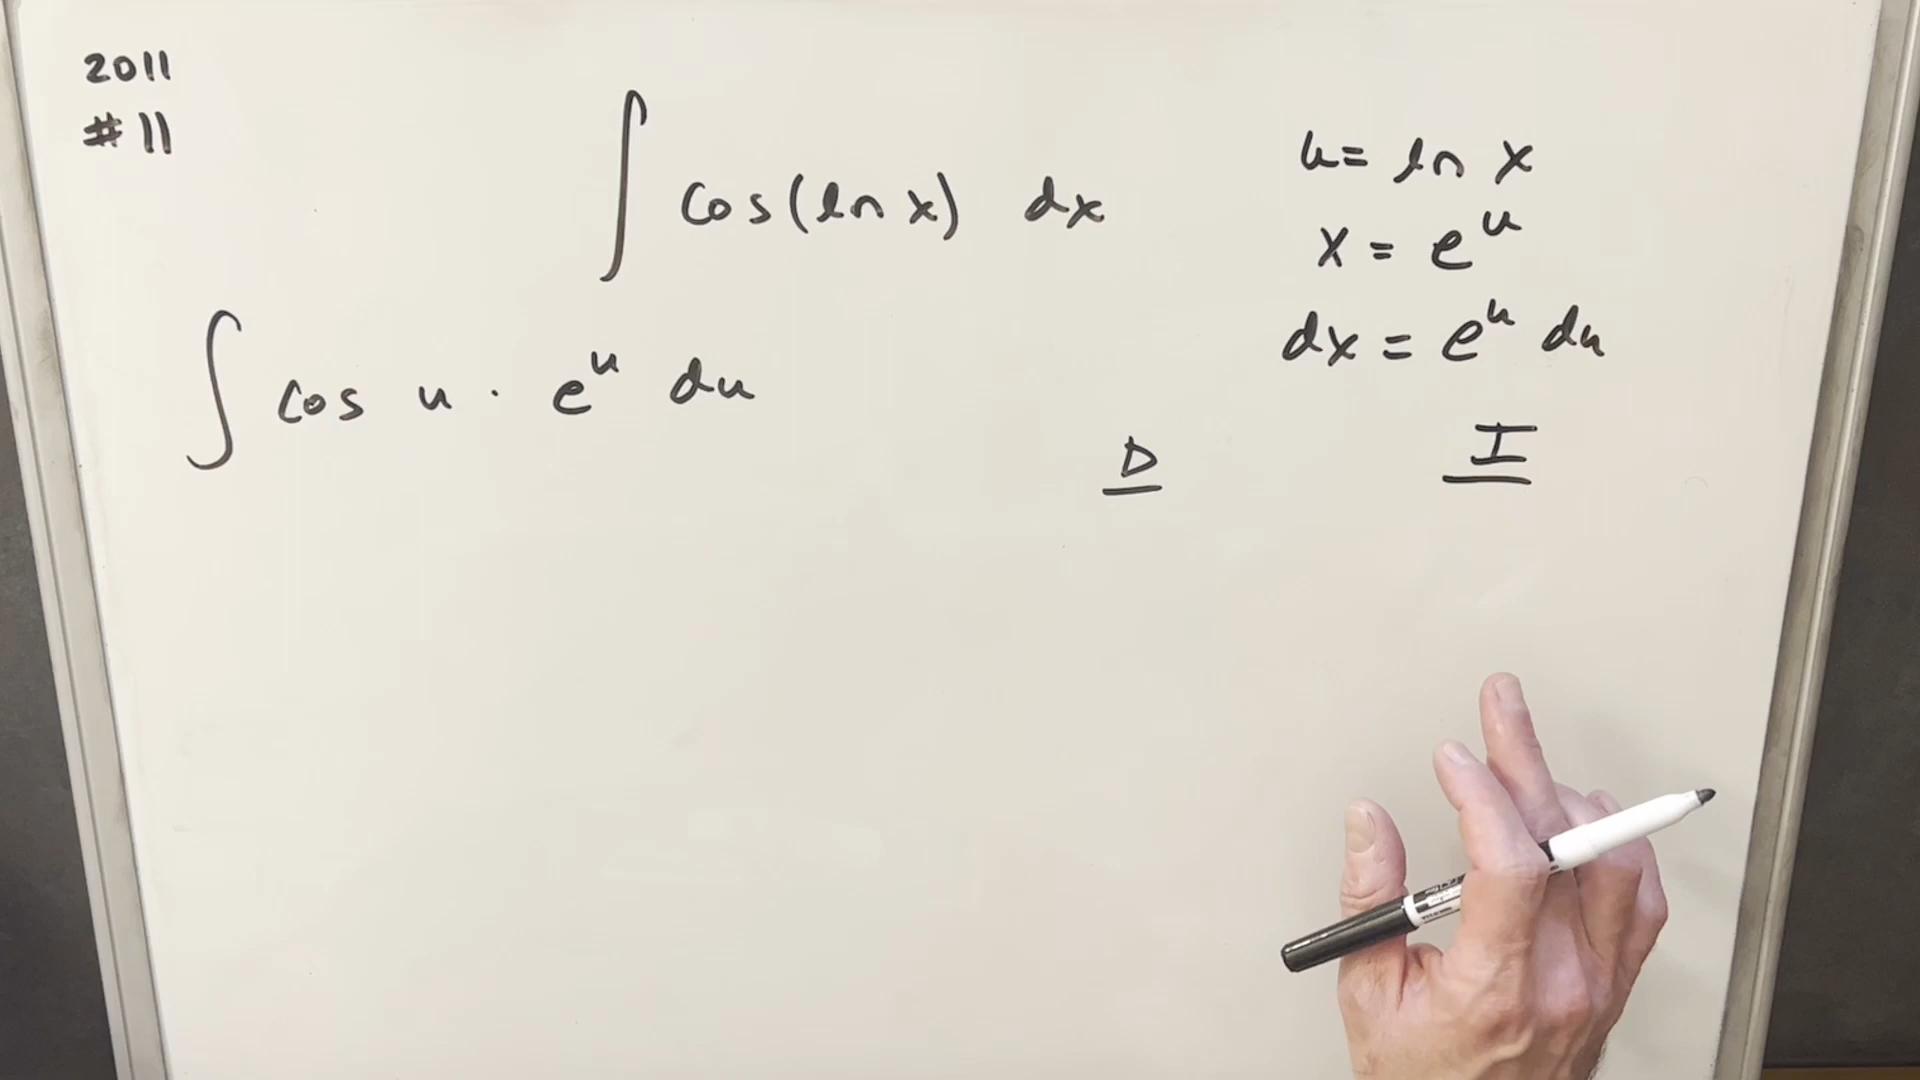 2011
#11
∫ cos(ln x) dx
u = ln x
x = e^u
dx = e^u du
∫ cos u · e^u du
D I